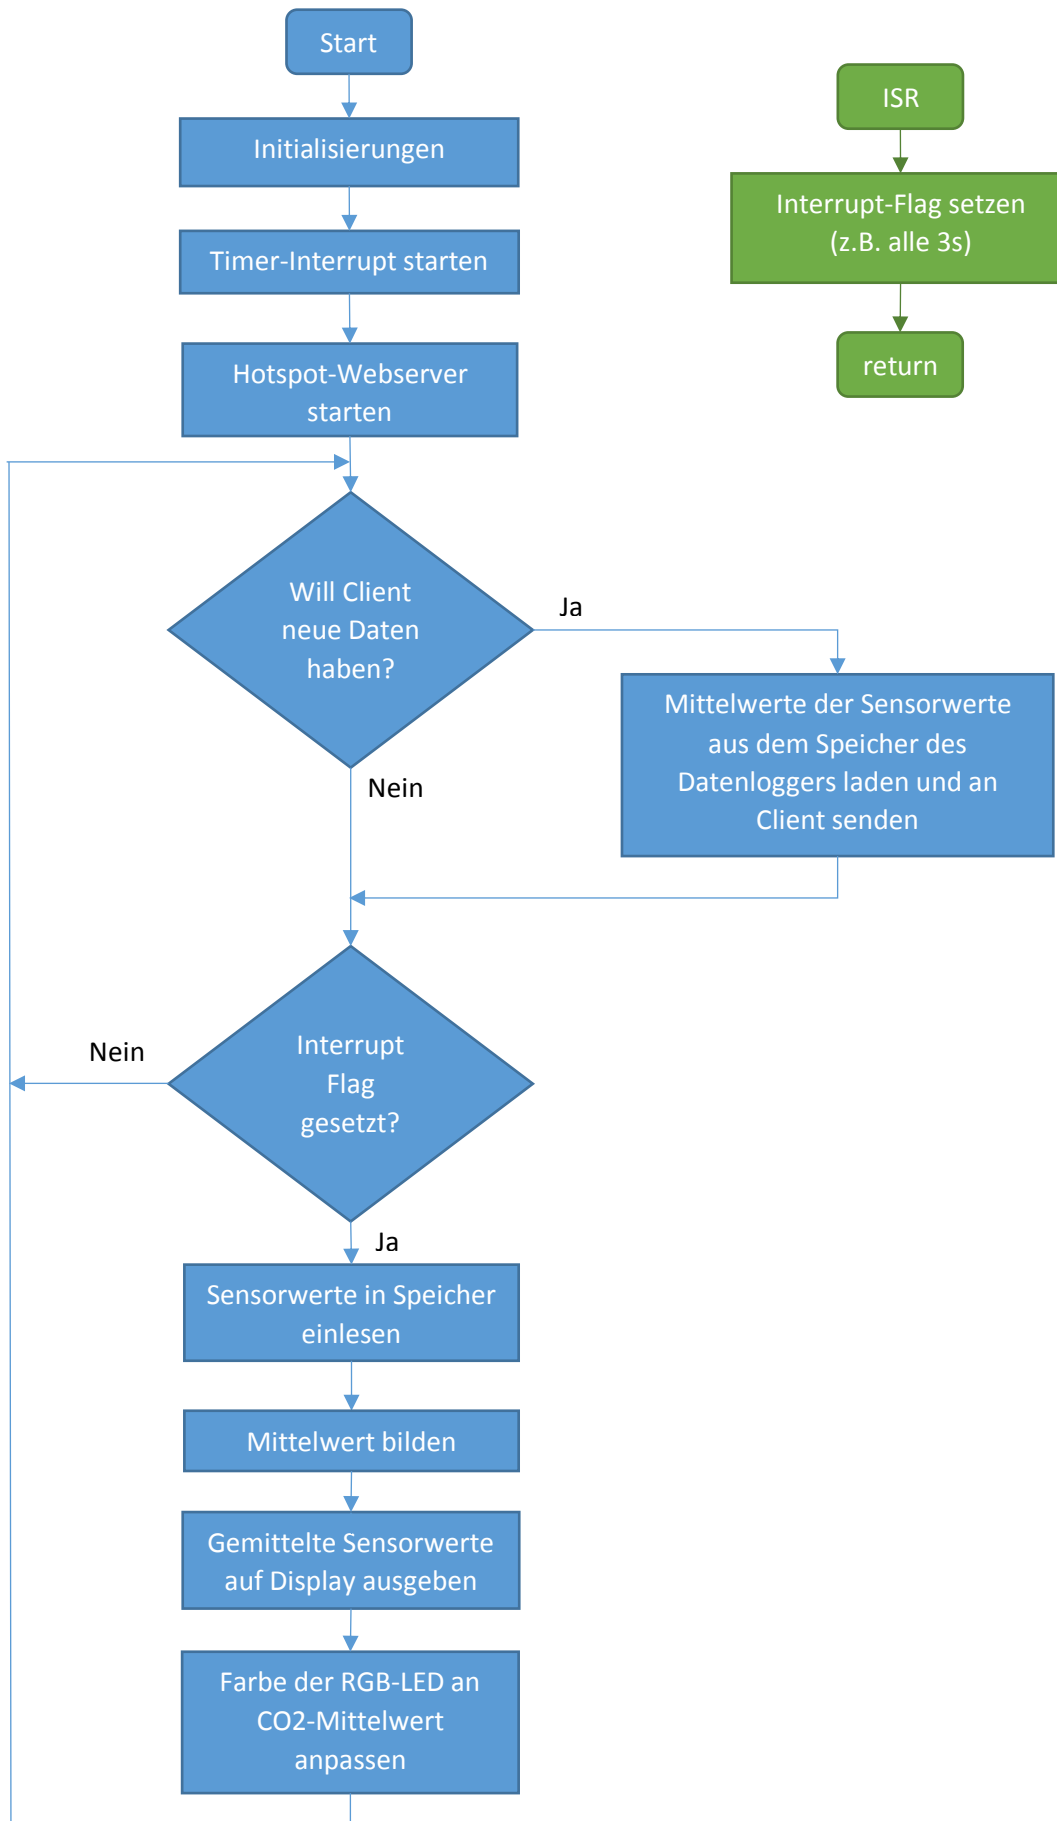 Start
Initialisierungen
Timer-Interrupt starten
Hotspot-Webserver
starten
ISR
Interrupt-Flag setzen
(z.B. alle 3s)
return
Will Client
neue Daten
haben?
Ja
Nein
Mittelwerte der Sensorwerte
aus dem Speicher des
Datenloggers laden und an
Client senden
Interrupt
Flag
gesetzt?
Nein
Ja
Sensorwerte in Speicher
einlesen
Mittelwert bilden
Gemittelte Sensorwerte
auf Display ausgeben
Farbe der RGB-LED an
CO2-Mittelwert
anpassen